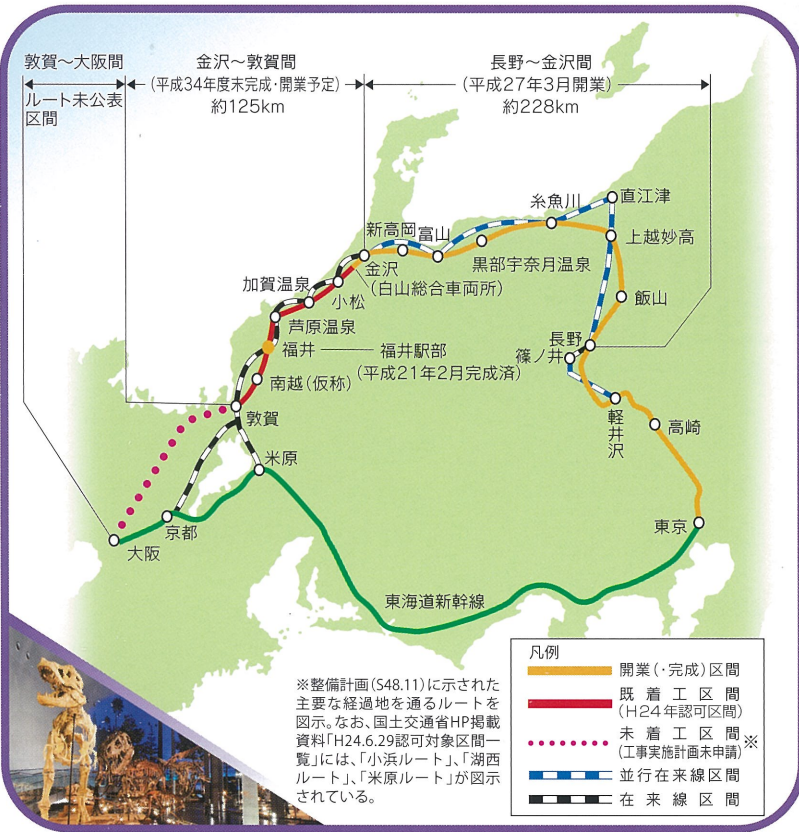 敦賀～大阪間
ルート未公表
区間
金沢～敦賀間
(平成34年度末完成・開業予定)
約125km
長野～金沢間
(平成27年3月開業)
約228km
糸魚川
直江津
新高岡
富山
上越妙高
黒部宇奈月温泉
金沢
(白山総合車両所)
加賀温泉
小松
飯山
芦原温泉
長野
福井
福井駅部
(平成21年2月完成済)
篠ノ井
南越(仮称)
敦賀
軽井沢
高崎
米原
京都
大阪
東京
東海道新幹線
※整備計画(S48.11)に示された
主要な経過地を通るルートを
図示。なお、国土交通省HP掲載
資料「H24.6.29認可対象区間一
覧」には、「小浜ルート」、「湖西
ルート」、「米原ルート」が図示
されている。
凡例
開業(・完成)区間
既着工区間
(H24年認可区間)
未着工区間
(工事実施計画未申請)※
並行在来線区間
在来線区間